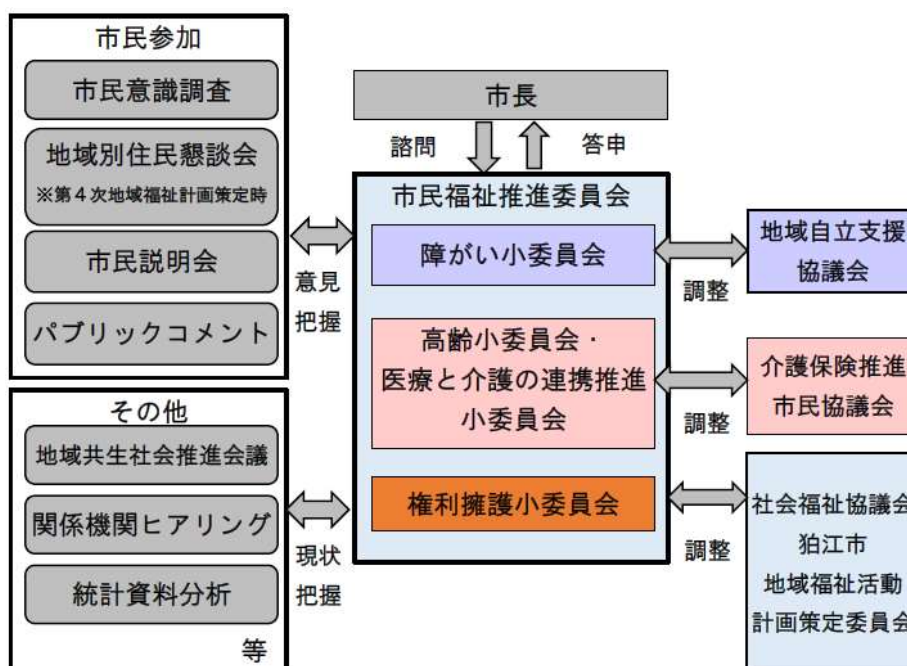 市民参加
市民意識調査
地域別住民懇談会
※第４次地域福祉計画策定時
市民説明会
パブリックコメント
その他
地域共生社会推進会議
関係機関ヒアリング
統計資料分析
等
意見
把握
現状
把握
市長
諮問
答申
市民福祉推進委員会
障がい小委員会
高齢小委員会・
医療と介護の連携推進
小委員会
権利擁護小委員会
調整
調整
調整
地域自立支援
協議会
介護保険推進
市民協議会
社会福祉協議会
狛江市
地域福祉活動
計画策定委員会